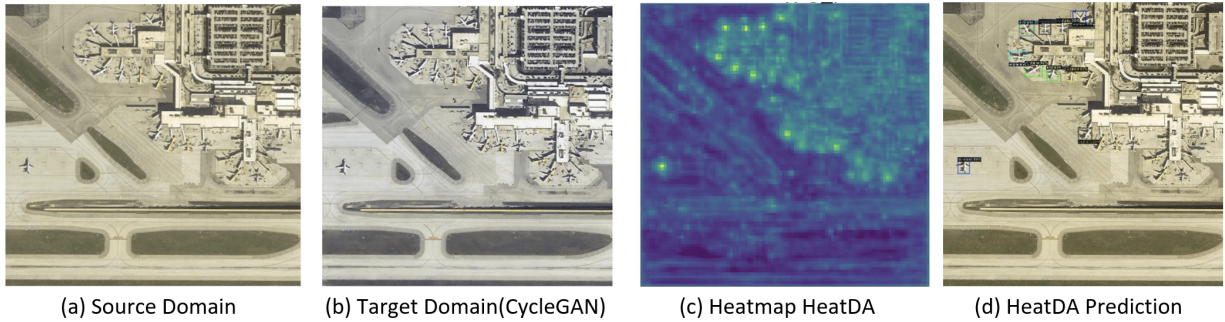 (a) Source Domain
(b) Target Domain(CycleGAN)
(c) Heatmap HeatDA
(d) HeatDA Prediction